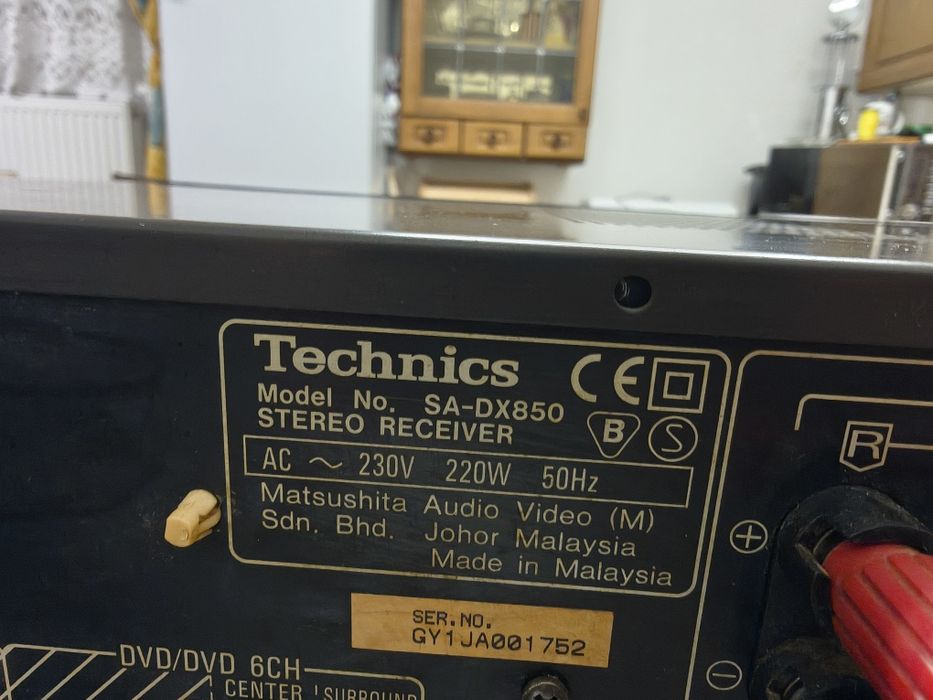 Technics CE
Model No. SA-DX850
STEREO RECEIVER B S
AC ~ 230V 220W 50Hz
Matsushita Audio Video (M)
Sdn. Bhd. Johor Malaysia
Made in Malaysia
R
+
SER.NO.
GY1JA001752
−
DVD/DVD 6CH
CENTER SURROUND